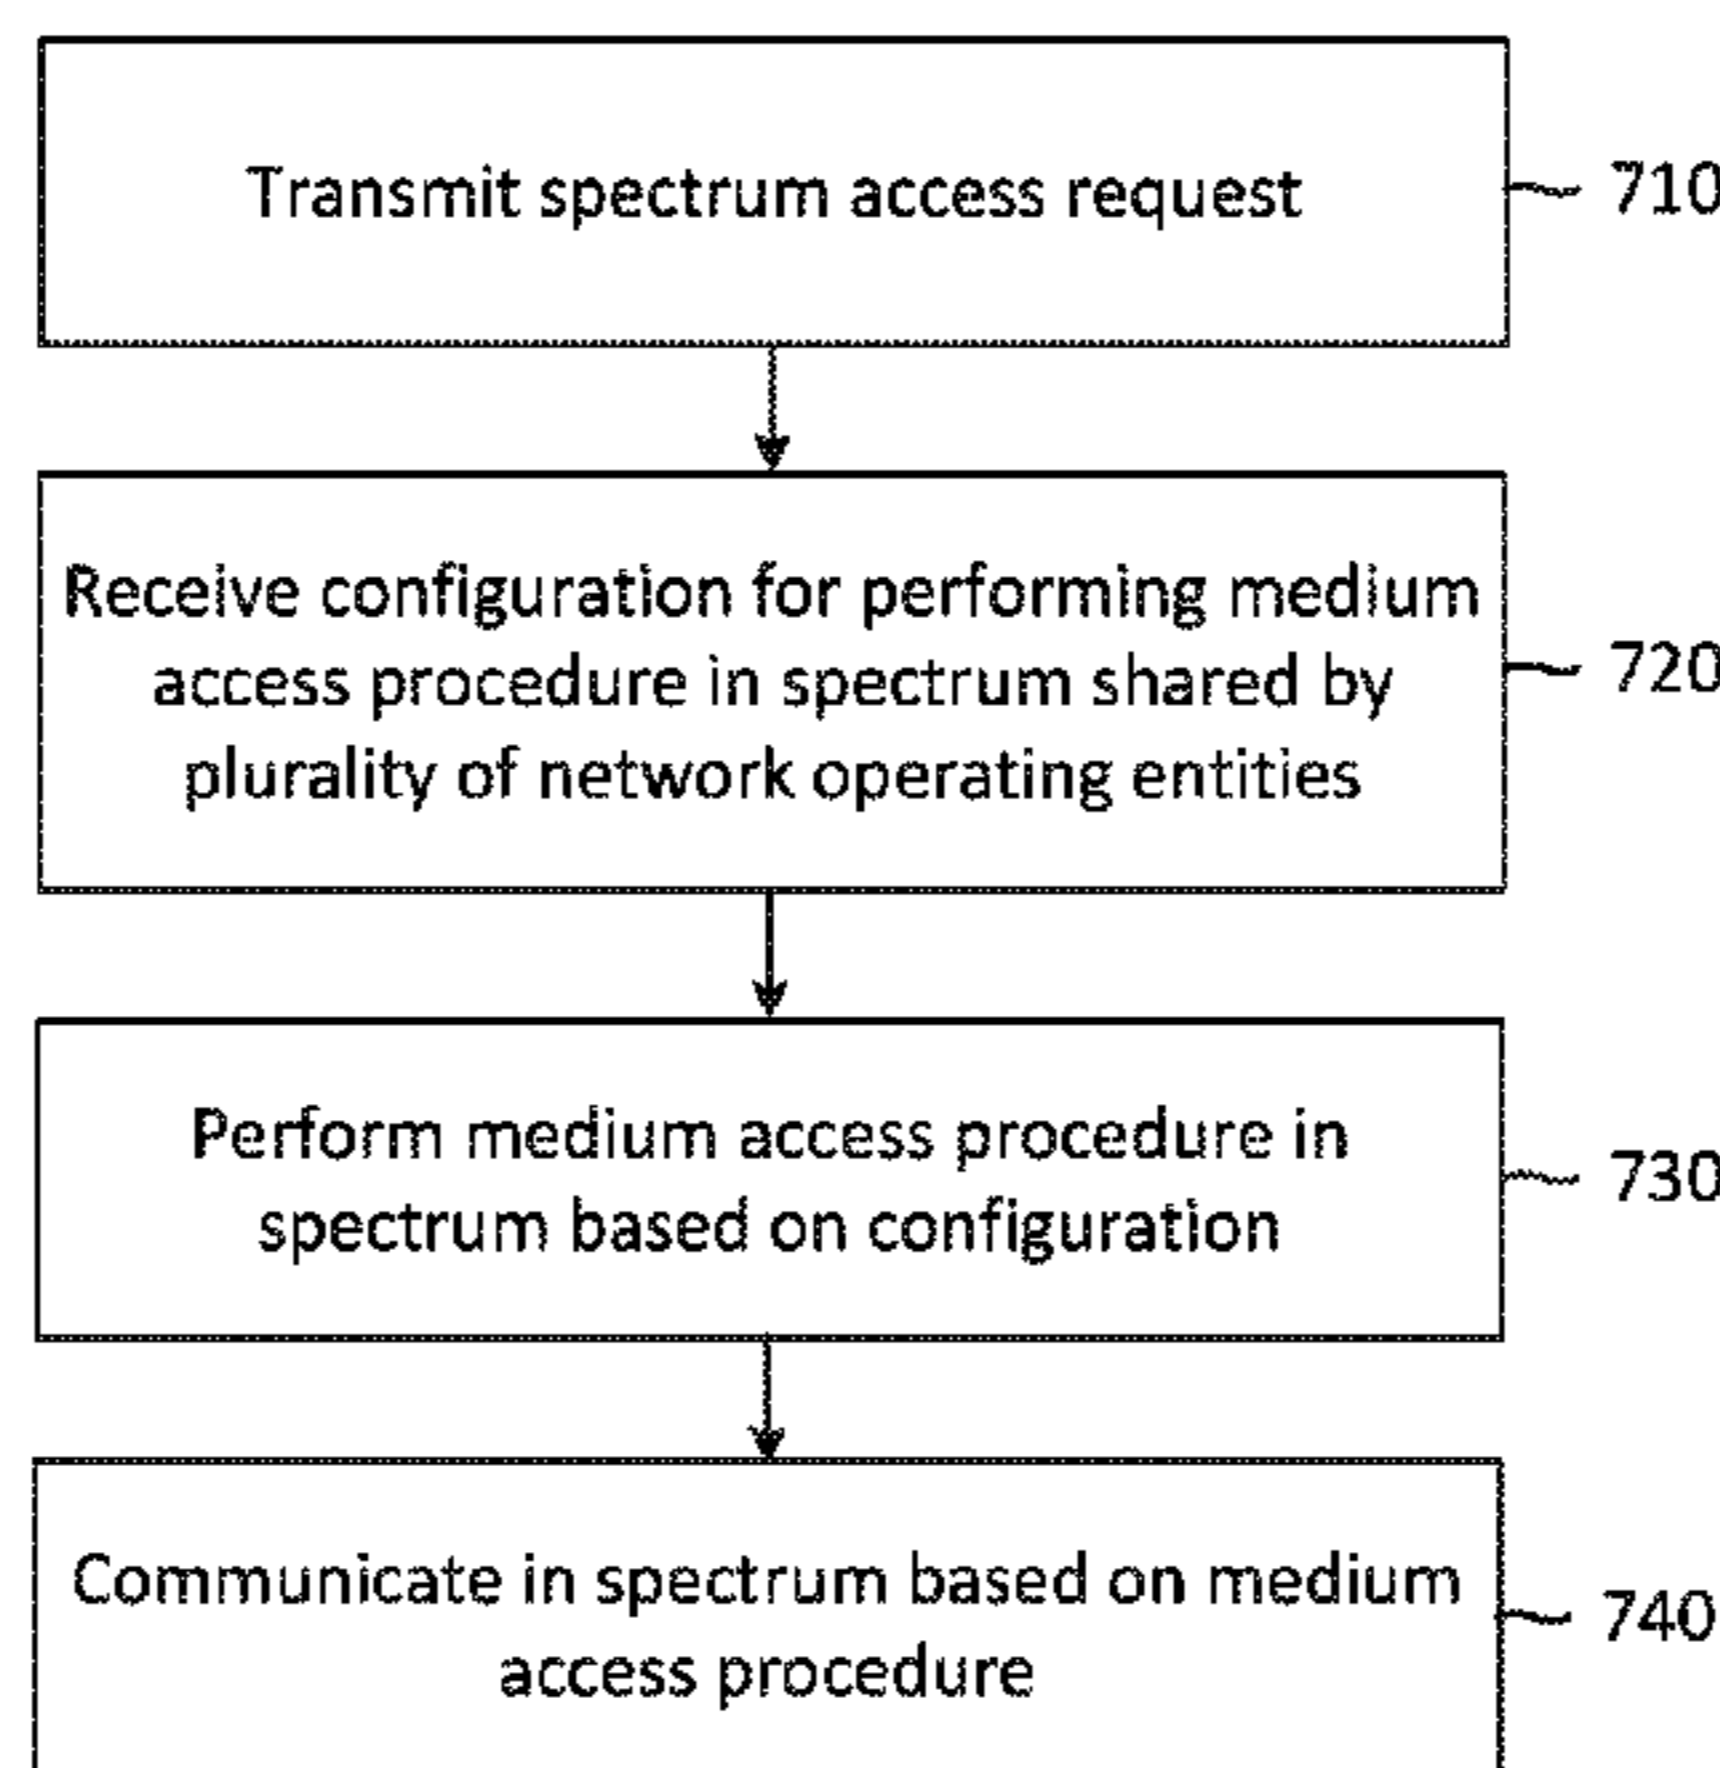 Transmit spectrum access request
710
Receive configuration for performing medium
access procedure in spectrum shared by
plurality of network operating entities
720
Perform medium access procedure in
spectrum based on configuration
730
Communicate in spectrum based on medium
access procedure
740